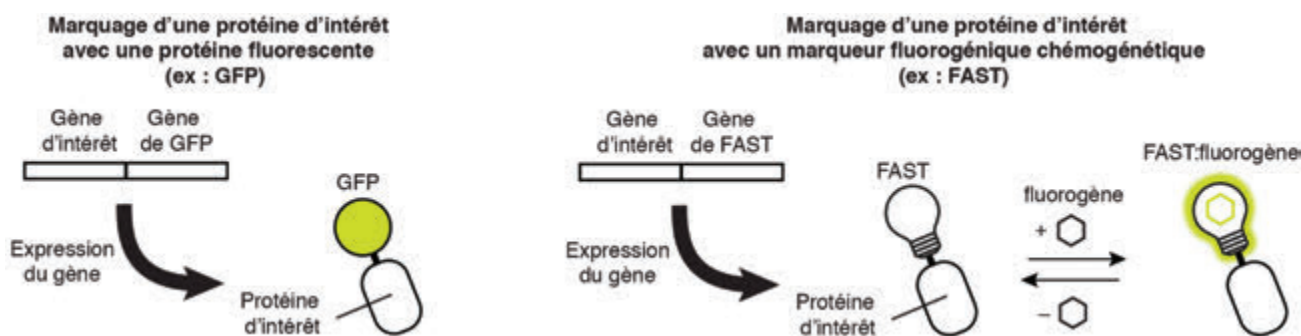 Marquage d'une protéine d'intérêt
avec une protéine fluorescente
(ex : GFP)
Gène
d'intérêt
Gène
de GFP
GFP
Expression
du gène
Protéine
d'intérêt
Marquage d'une protéine d'intérêt
avec un marqueur fluorogénique chémogénétique
(ex : FAST)
Gène
d'intérêt
Gène
de FAST
FAST
Expression
du gène
Protéine
d'intérêt
fluorogène
+
–
FAST:fluorogène